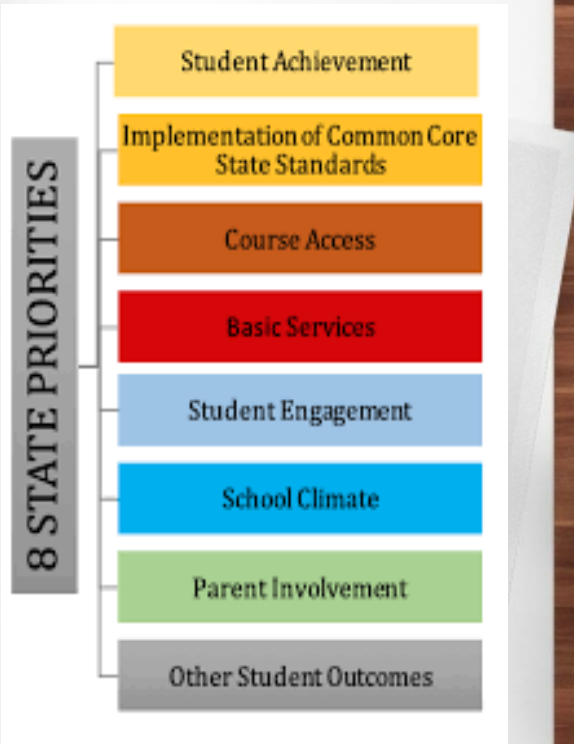 8 STATE PRIORITIES
Student Achievement
Implementation of Common Core
State Standards
Course Access
Basic Services
Student Engagement
School Climate
Parent Involvement
Other Student Outcomes